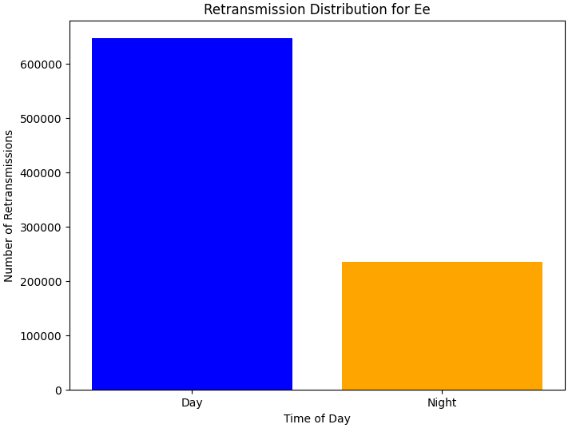 Retransmission Distribution for Ee
Number of Retransmissions
600000
500000
400000
300000
200000
100000
0
Day
Night
Time of Day